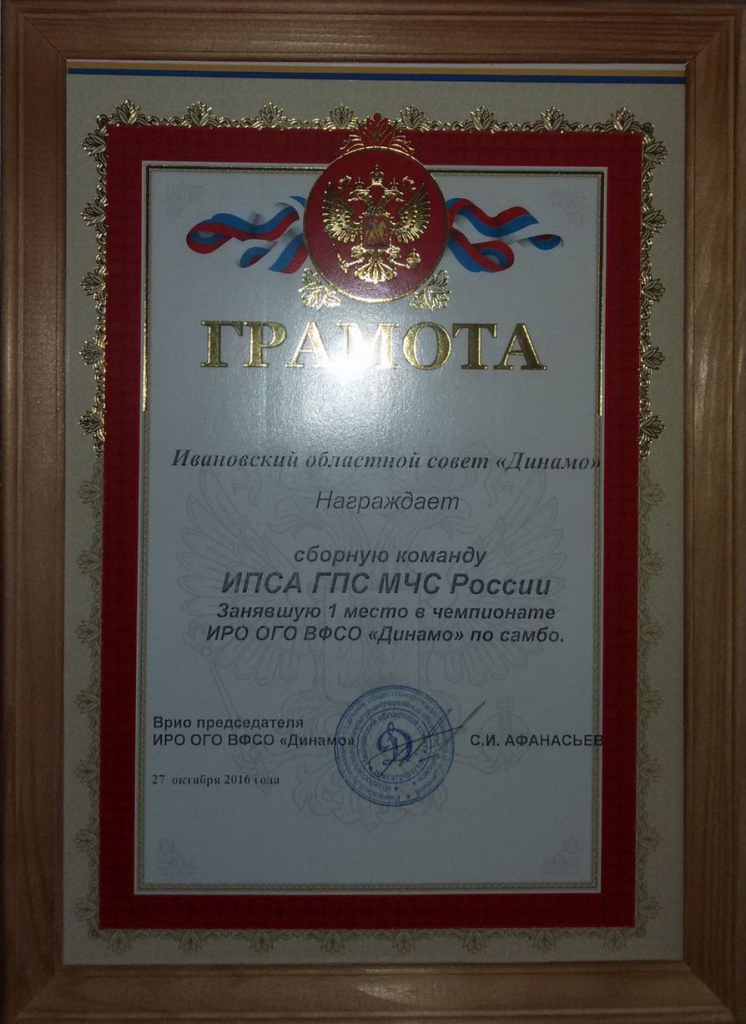 ГРАМОТА
Ивановский областной совет «Динамо»
Награждает
сборную команду
ИПСА ГПС МЧС России
Занявшую 1 место в чемпионате
ИРО ОГО ВФСО «Динамо» по самбо.
Врио председателя
ИРО ОГО ВФСО «Динамо» С.И. АФАНАСЬЕВ
27 октября 2016 года